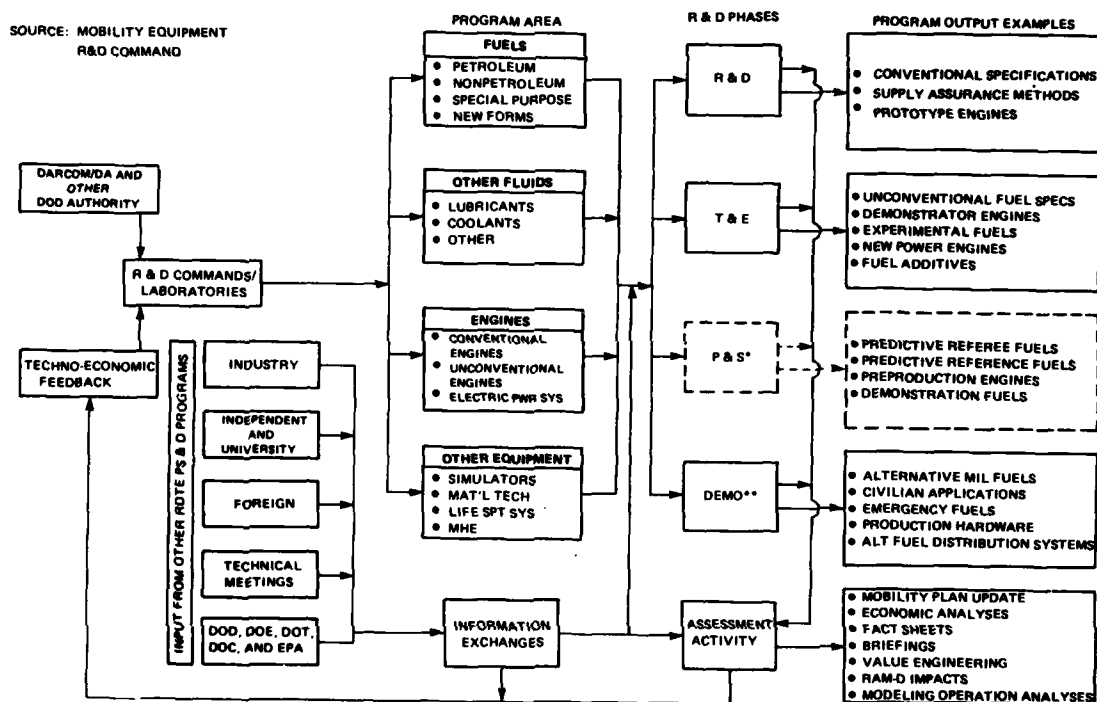 SOURCE: MOBILITY EQUIPMENT
R&D COMMAND
PROGRAM AREA
R & D PHASES
PROGRAM OUTPUT EXAMPLES
FUELS
• PETROLEUM
• NONPETROLEUM
• SPECIAL PURPOSE
• NEW FORMS
R & D
• CONVENTIONAL SPECIFICATIONS
• SUPPLY ASSURANCE METHODS
• PROTOTYPE ENGINES
DARCOM/DA AND
OTHER
DOD AUTHORITY
OTHER FLUIDS
• LUBRICANTS
• COOLANTS
• OTHER
T & E
• UNCONVENTIONAL FUEL SPECS
• DEMONSTRATOR ENGINES
• EXPERIMENTAL FUELS
• NEW POWER ENGINES
• FUEL ADDITIVES
R & D COMMANDS/
LABORATORIES
TECHNO-ECONOMIC
FEEDBACK
INPUT FROM OTHER RDTE PS & D PROGRAMS
INDUSTRY
INDEPENDENT
AND
UNIVERSITY
FOREIGN
TECHNICAL
MEETINGS
DOD, DOE, DOT,
DOC, AND EPA
ENGINES
• CONVENTIONAL
ENGINES
• UNCONVENTIONAL
ENGINES
• ELECTRIC PWR SYS
P & S*
• PREDICTIVE REFEREE FUELS
• PREDICTIVE REFERENCE FUELS
• PREPRODUCTION ENGINES
• DEMONSTRATION FUELS
OTHER EQUIPMENT
• SIMULATORS
• MAT'L TECH
• LIFE SPT SYS
• MHE
DEMO**
• ALTERNATIVE MIL FUELS
• CIVILIAN APPLICATIONS
• EMERGENCY FUELS
• PRODUCTION HARDWARE
• ALT FUEL DISTRIBUTION SYSTEMS
INFORMATION
EXCHANGES
ASSESSMENT
ACTIVITY
• MOBILITY PLAN UPDATE
• ECONOMIC ANALYSES
• FACT SHEETS
• BRIEFINGS
• VALUE ENGINEERING
• RAM-D IMPACTS
• MODELING OPERATION ANALYSES